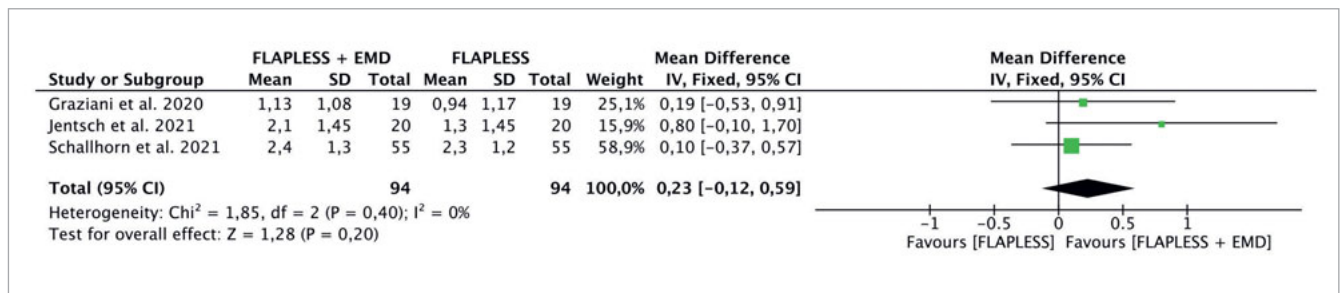 FLAPLESS + EMD FLAPLESS Mean Difference Mean Difference
Study or Subgroup Mean SD Total Mean SD Total Weight IV, Fixed, 95% CI IV, Fixed, 95% CI
Graziani et al. 2020 1,13 1,08 19 0,94 1,17 19 25,1% 0,19 [-0,53, 0,91]
Jentsch et al. 2021 2,1 1,45 20 1,3 1,45 20 15,9% 0,80 [-0,10, 1,70]
Schallhorn et al. 2021 2,4 1,3 55 2,3 1,2 55 58,9% 0,10 [-0,37, 0,57]
Total (95% CI) 94 94 100,0% 0,23 [-0,12, 0,59]
Heterogeneity: Chi² = 1,85, df = 2 (P = 0,40); I² = 0%
Test for overall effect: Z = 1,28 (P = 0,20)
-1 -0.5 0 0.5 1
Favours [FLAPLESS] Favours [FLAPLESS + EMD]